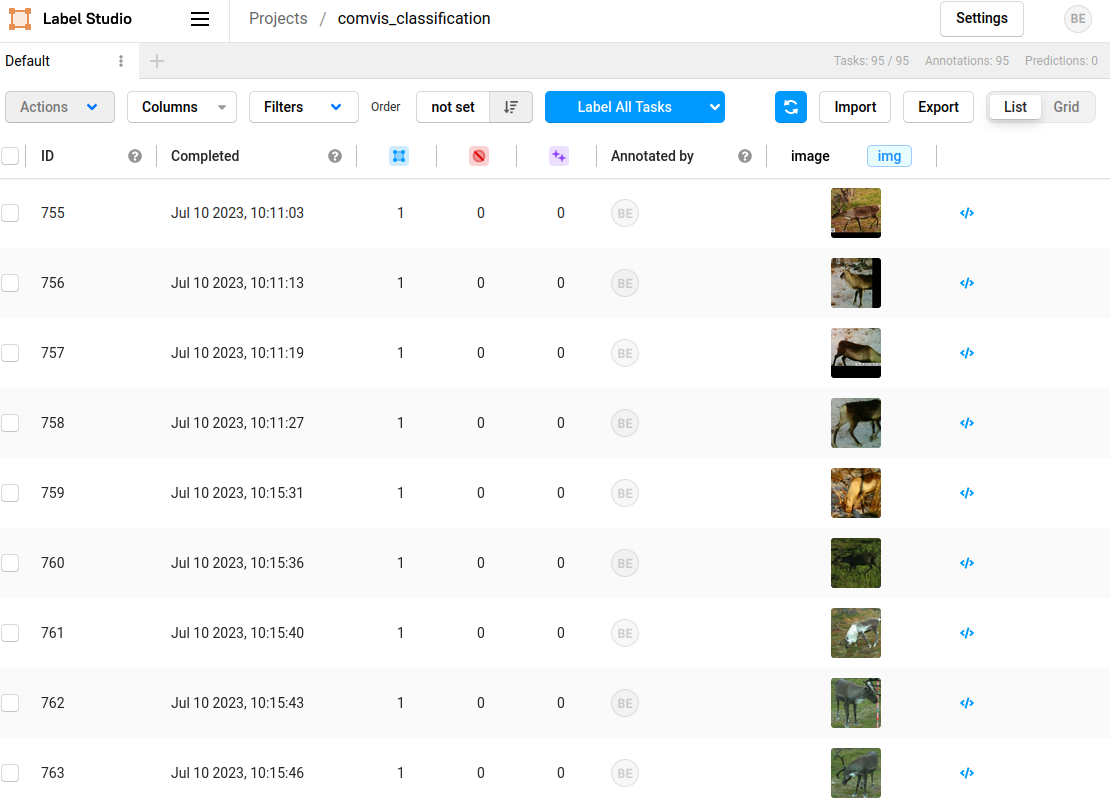 Label Studio Projects / comvis_classification Settings BE
Default Tasks: 95 / 95 Annotations: 95 Predictions: 0
Actions Columns Filters Order not set Label All Tasks Import Export List Grid
ID Completed Annotated by image img
755 Jul 10 2023, 10:11:03 1 0 0 BE </>
756 Jul 10 2023, 10:11:13 1 0 0 BE </>
757 Jul 10 2023, 10:11:19 1 0 0 BE </>
758 Jul 10 2023, 10:11:27 1 0 0 BE </>
759 Jul 10 2023, 10:15:31 1 0 0 BE </>
760 Jul 10 2023, 10:15:36 1 0 0 BE </>
761 Jul 10 2023, 10:15:40 1 0 0 BE </>
762 Jul 10 2023, 10:15:43 1 0 0 BE </>
763 Jul 10 2023, 10:15:46 1 0 0 BE </>